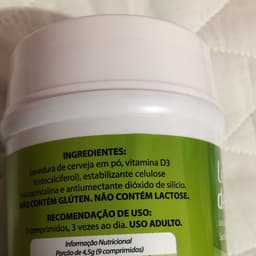 INGREDIENTES:
Levedura de cerveja em pó, vitamina D3
(colecalciferol), estabilizante celulose
microcristalina e antiumectante dióxido de silício.
NÃO CONTÉM GLÚTEN. NÃO CONTÉM LACTOSE.
RECOMENDAÇÃO DE USO:
3 comprimidos, 3 vezes ao dia. USO ADULTO.
Informação Nutricional
Porção de 4,5g (9 comprimidos)